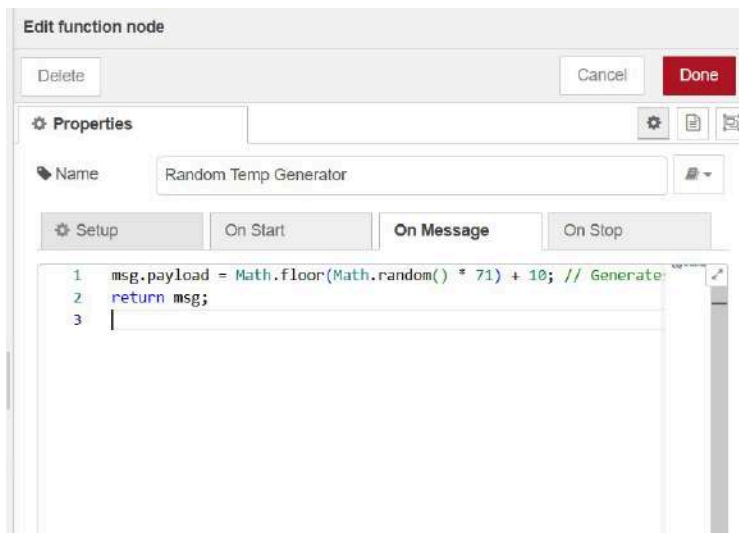 Edit function node
Delete
Cancel
Done
Properties
Name
Random Temp Generator
Setup
On Start
On Message
On Stop
1 msg.payload = Math.floor(Math.random() * 71) + 10; // Generate
2 return msg;
3